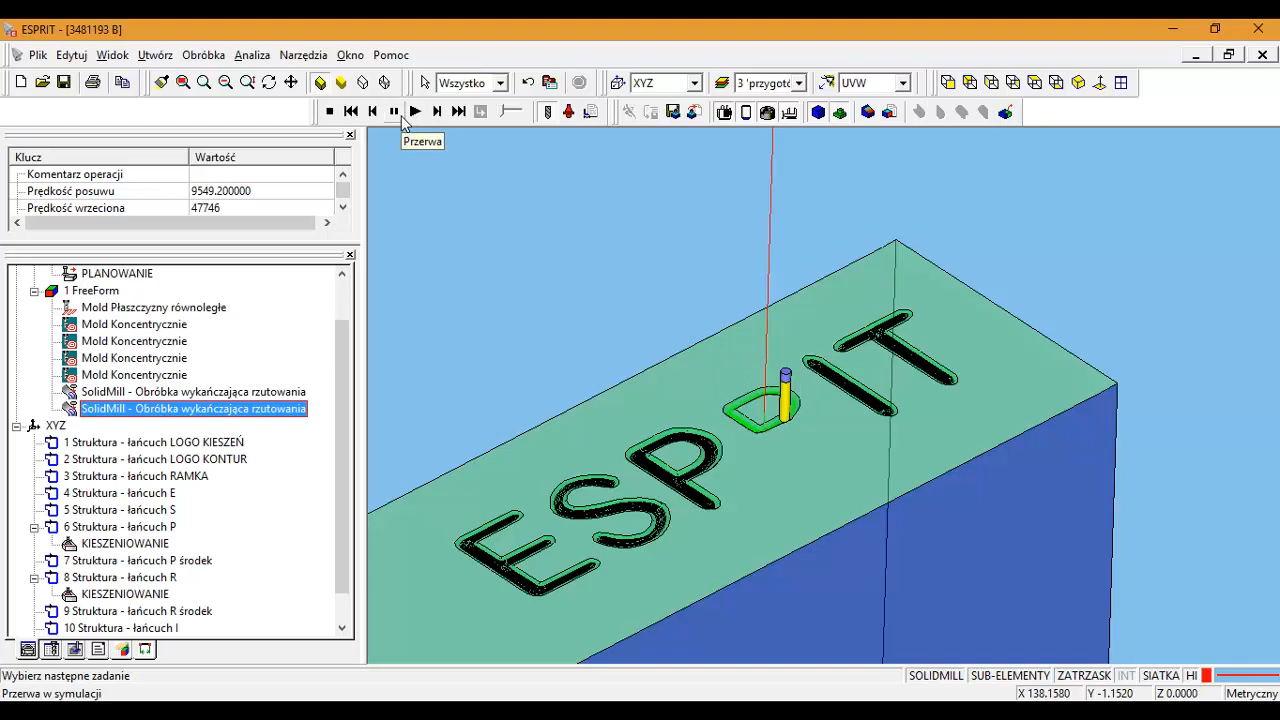 ESPRIT - [3481193 B]
Plik Edytuj Widok Utwórz Obróbka Analiza Narzędzia Okno Pomoc
Wszystko XYZ 3 'przygotó UVW
Przerwa
Klucz Wartość
Komentarz operacji
Prędkość posuwu 9549.200000
Prędkość wrzeciona 47746
PLANOWANIE
1 FreeForm
Mold Płaszczyzny równoległe
Mold Koncentrycznie
Mold Koncentrycznie
Mold Koncentrycznie
Mold Koncentrycznie
SolidMill - Obróbka wykańczająca rzutowania
SolidMill - Obróbka wykańczająca rzutowania
XYZ
1 Struktura - łańcuch LOGO KIESZEŃ
2 Struktura - łańcuch LOGO KONTUR
3 Struktura - łańcuch RAMKA
4 Struktura - łańcuch E
5 Struktura - łańcuch S
6 Struktura - łańcuch P
KIESZENIOWANIE
7 Struktura - łańcuch P środek
8 Struktura - łańcuch R
KIESZENIOWANIE
9 Struktura - łańcuch R środek
10 Struktura - łańcuch I
ESP IT
Wybierz następne zadanie SOLIDMILL SUB-ELEMENTY ZATRZASK INT SIATKA HI
Przerwa w symulacji X 138.1580 Y -1.1520 Z 0.0000 Metryczny